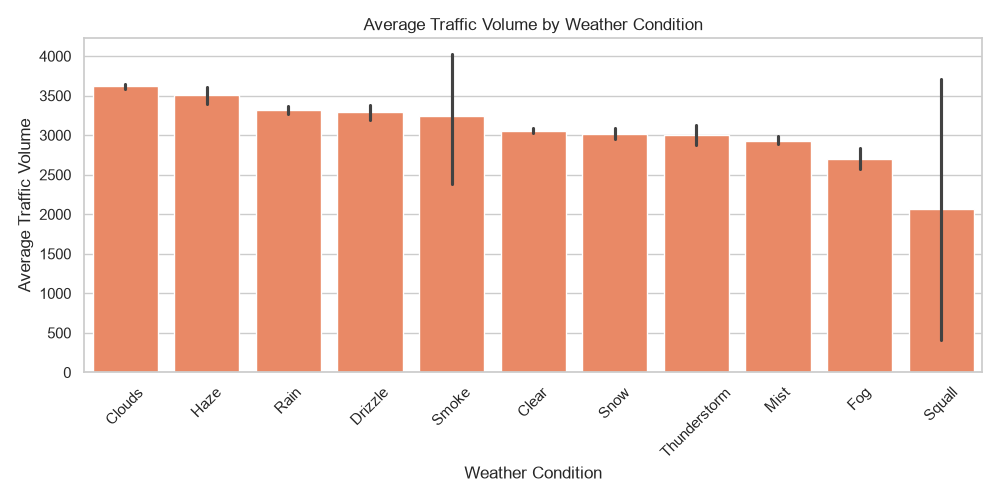 Average Traffic Volume by Weather Condition
Average Traffic Volume
4000
3500
3000
2500
2000
1500
1000
500
0
Clouds
Haze
Rain
Drizzle
Smoke
Clear
Snow
Thunderstorm
Mist
Fog
Squall
Weather Condition